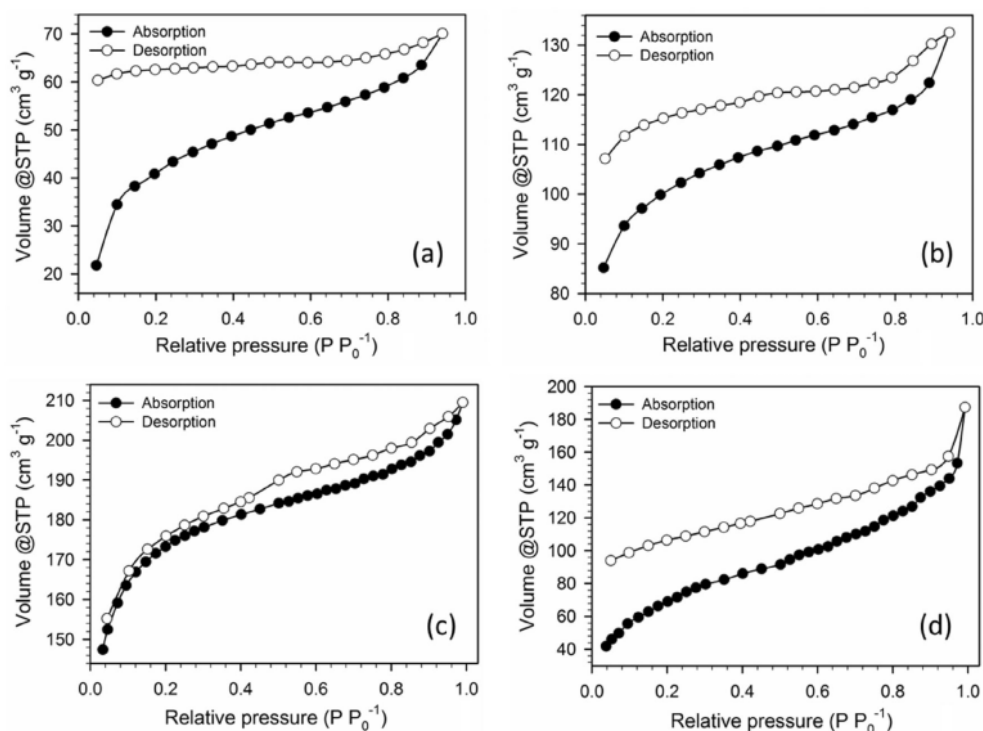 Absorption
Desorption
Volume @STP (cm³ g⁻¹)
70
60
50
40
30
20
(a)
0.0 0.2 0.4 0.6 0.8 1.0
Relative pressure (P P₀⁻¹)
Absorption
Desorption
Volume @STP (cm³ g⁻¹)
130
120
110
100
90
80
(b)
0.0 0.2 0.4 0.6 0.8 1.0
Relative pressure (P P₀⁻¹)
Absorption
Desorption
Volume @STP (cm³ g⁻¹)
210
200
190
180
170
160
150
(c)
0.0 0.2 0.4 0.6 0.8 1.0
Relative pressure (P P₀⁻¹)
Absorption
Desorption
Volume @STP (cm³ g⁻¹)
200
180
160
140
120
100
80
60
40
(d)
0.0 0.2 0.4 0.6 0.8 1.0
Relative pressure (P P₀⁻¹)